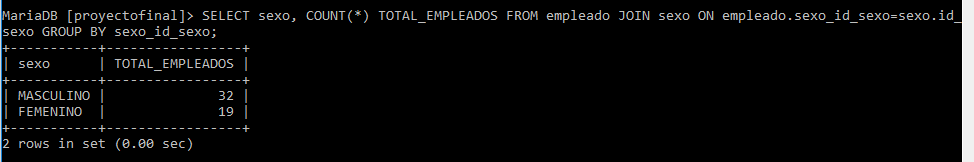 MariaDB [proyectofinal]> SELECT sexo, COUNT(*) TOTAL_EMPLEADOS FROM empleado JOIN sexo ON empleado.sexo_id_sexo=sexo.id_
sexo GROUP BY sexo_id_sexo;
+-----------+-----------------+
| sexo      | TOTAL_EMPLEADOS |
+-----------+-----------------+
| MASCULINO |              32 |
| FEMENINO  |              19 |
+-----------+-----------------+
2 rows in set (0.00 sec)